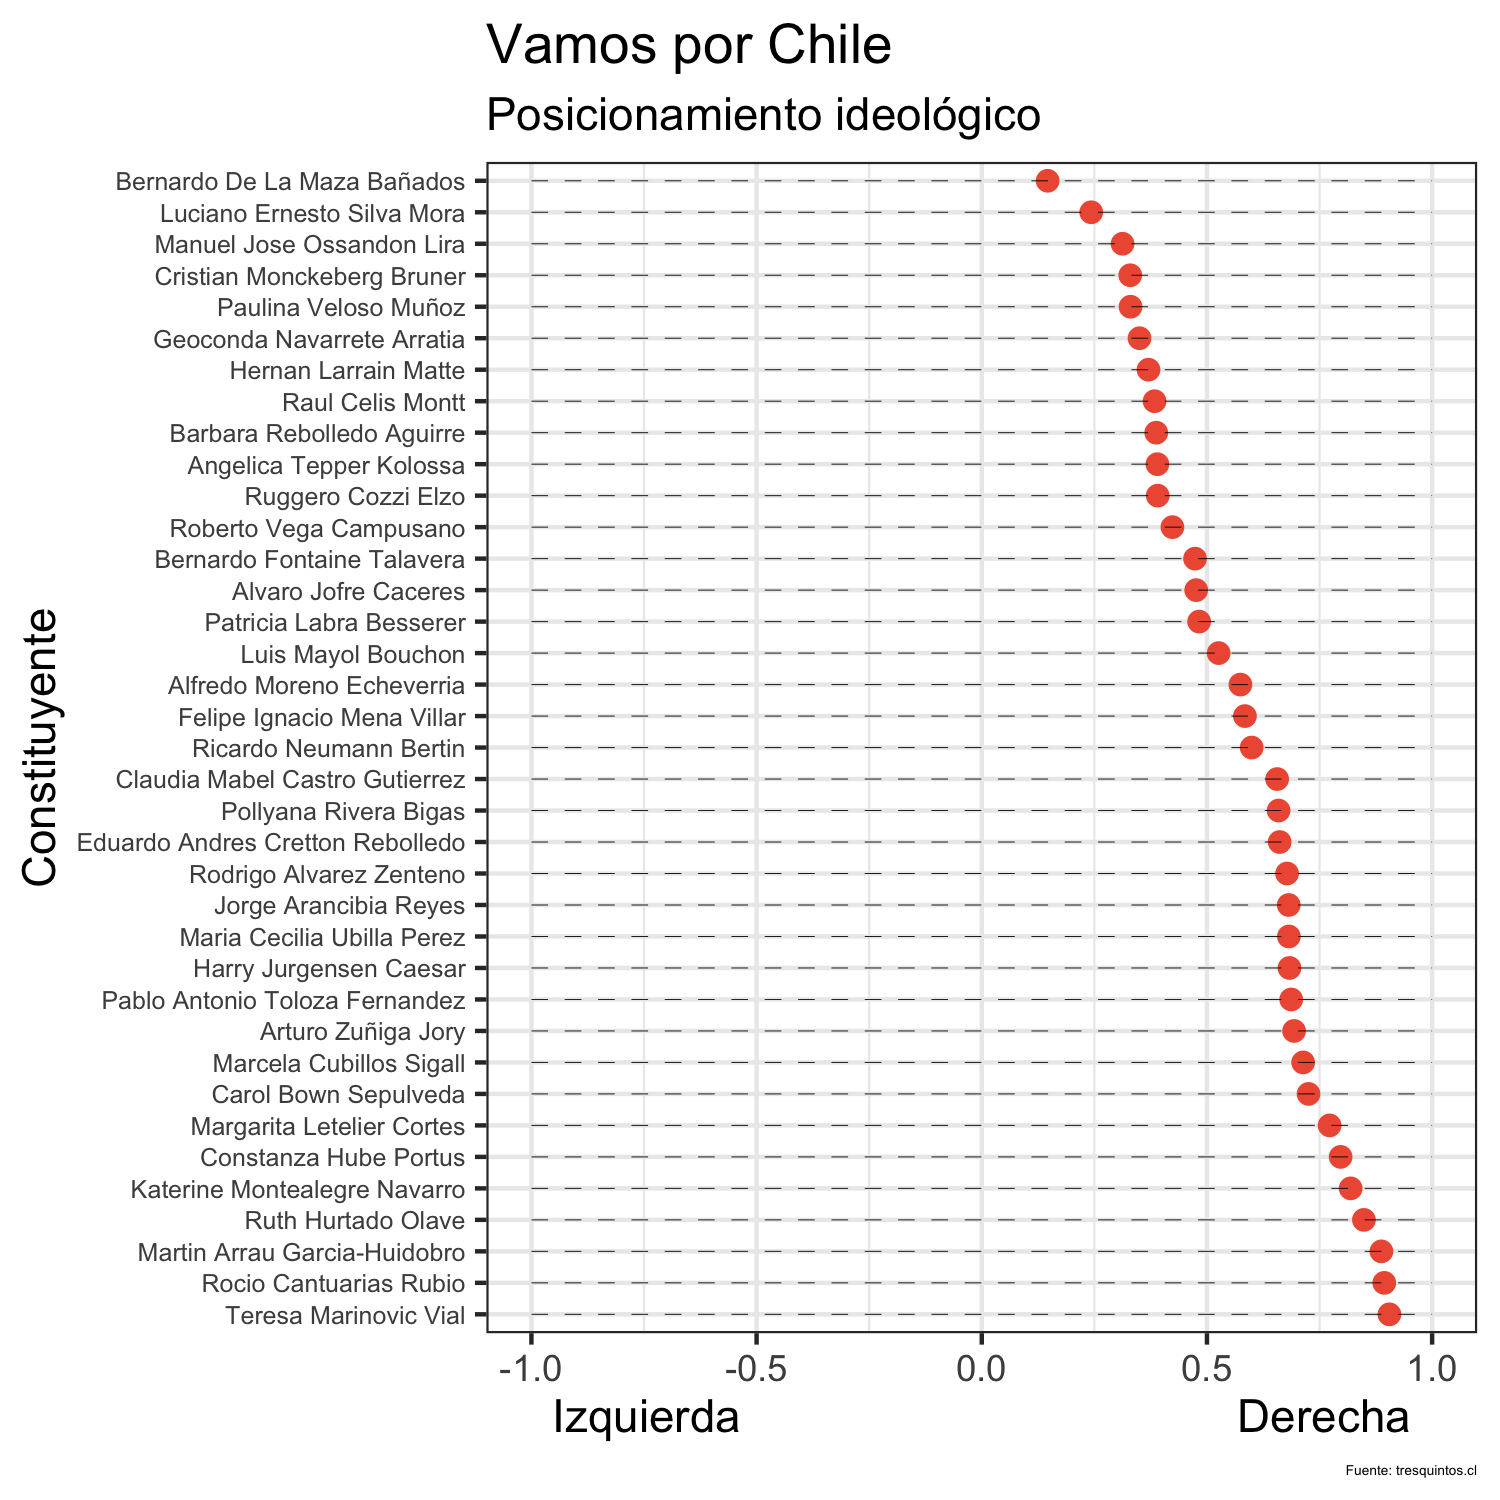 Vamos por Chile
Posicionamiento ideológico
Constituyente
Bernardo De La Maza Bañados
Luciano Ernesto Silva Mora
Manuel Jose Ossandon Lira
Cristian Monckeberg Bruner
Paulina Veloso Muñoz
Geoconda Navarrete Arratia
Hernan Larrain Matte
Raul Celis Montt
Barbara Rebolledo Aguirre
Angelica Tepper Kolossa
Ruggero Cozzi Elzo
Roberto Vega Campusano
Bernardo Fontaine Talavera
Alvaro Jofre Caceres
Patricia Labra Besserer
Luis Mayol Bouchon
Alfredo Moreno Echeverria
Felipe Ignacio Mena Villar
Ricardo Neumann Bertin
Claudia Mabel Castro Gutierrez
Pollyana Rivera Bigas
Eduardo Andres Cretton Rebolledo
Rodrigo Alvarez Zenteno
Jorge Arancibia Reyes
Maria Cecilia Ubilla Perez
Harry Jurgensen Caesar
Pablo Antonio Toloza Fernandez
Arturo Zuñiga Jory
Marcela Cubillos Sigall
Carol Bown Sepulveda
Margarita Letelier Cortes
Constanza Hube Portus
Katerine Montealegre Navarro
Ruth Hurtado Olave
Martin Arrau Garcia-Huidobro
Rocio Cantuarias Rubio
Teresa Marinovic Vial
-1.0 -0.5 0.0 0.5 1.0
Izquierda Derecha
Fuente: tresquintos.cl